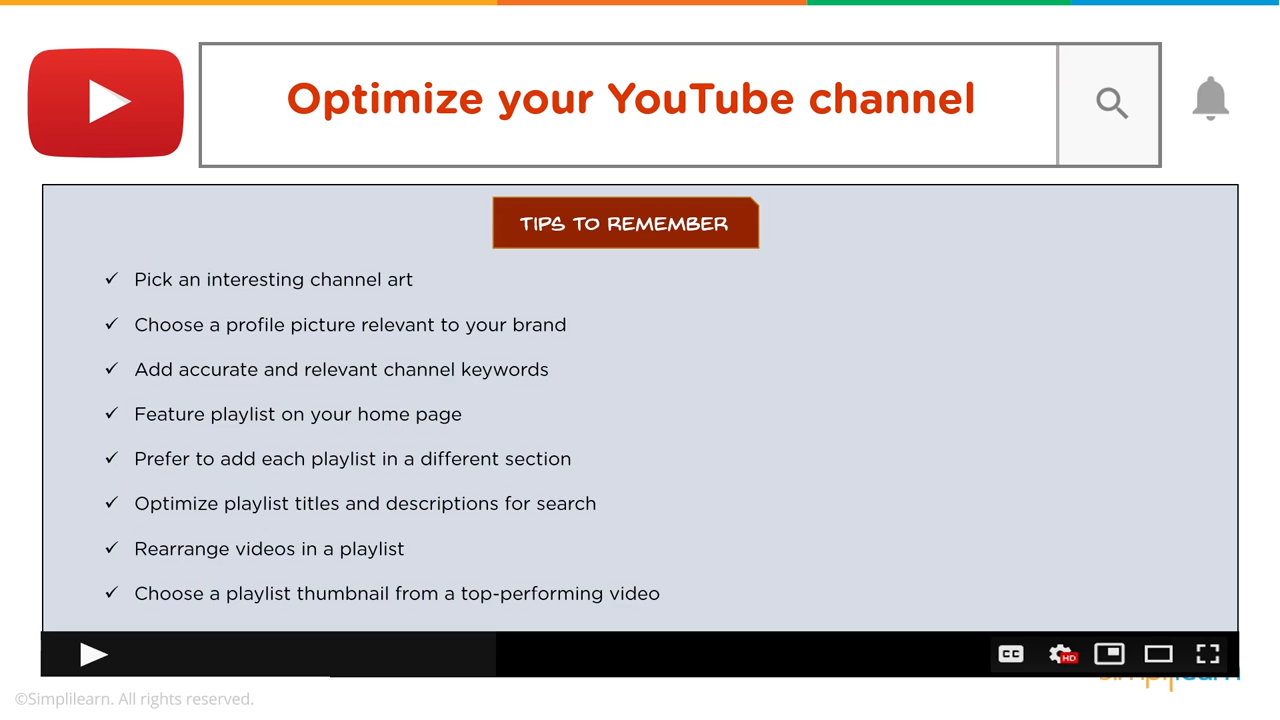 Optimize your YouTube channel
TIPS TO REMEMBER
✓ Pick an interesting channel art
✓ Choose a profile picture relevant to your brand
✓ Add accurate and relevant channel keywords
✓ Feature playlist on your home page
✓ Prefer to add each playlist in a different section
✓ Optimize playlist titles and descriptions for search
✓ Rearrange videos in a playlist
✓ Choose a playlist thumbnail from a top-performing video
CC HD
©Simplilearn. All rights reserved.